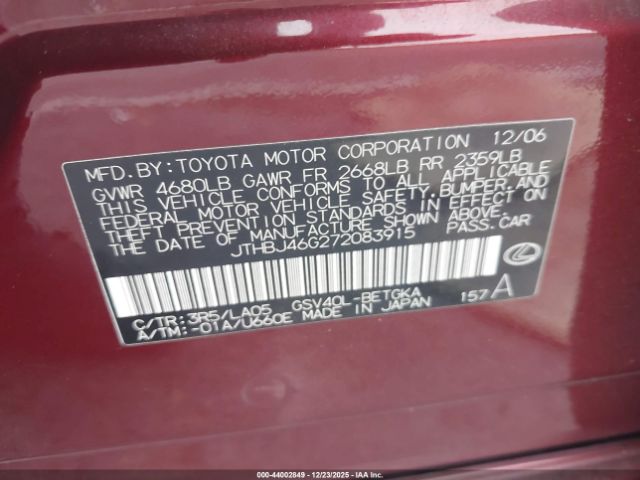 MFD. BY: TOYOTA MOTOR CORPORATION 12/06
GVWR 4680LB GAWR FR 2668LB RR 2359LB
THIS VEHICLE CONFORMS TO ALL APPLICABLE
FEDERAL MOTOR VEHICLE SAFETY, BUMPER, AND
THEFT PREVENTION STANDARDS IN EFFECT ON
THE DATE OF MANUFACTURE SHOWN ABOVE.
JTHBJ46G272083915 PASS. CAR
C/TR: 3R5/LA05 GSV40L-BETGKA 157 A
A/TM: -01A/U660E MADE IN JAPAN
000-44002849 12/23/2025 IAA Inc.